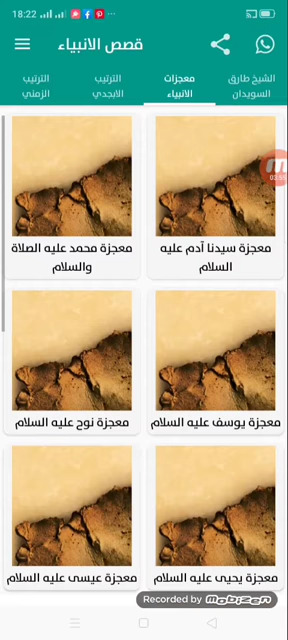 18:22
قصص الانبياء
الشيخ طارق السويدان
معجزات الانبياء
الترتيب الابجدي
الترتيب الزمني
معجزة سيدنا آدم عليه
السلام
معجزة محمد عليه الصلاة
والسلام
معجزة يوسف عليه السلام
معجزة نوح عليه السلام
معجزة يحيى عليه السلام
معجزة عيسى عليه السلام
Recorded by mobizen